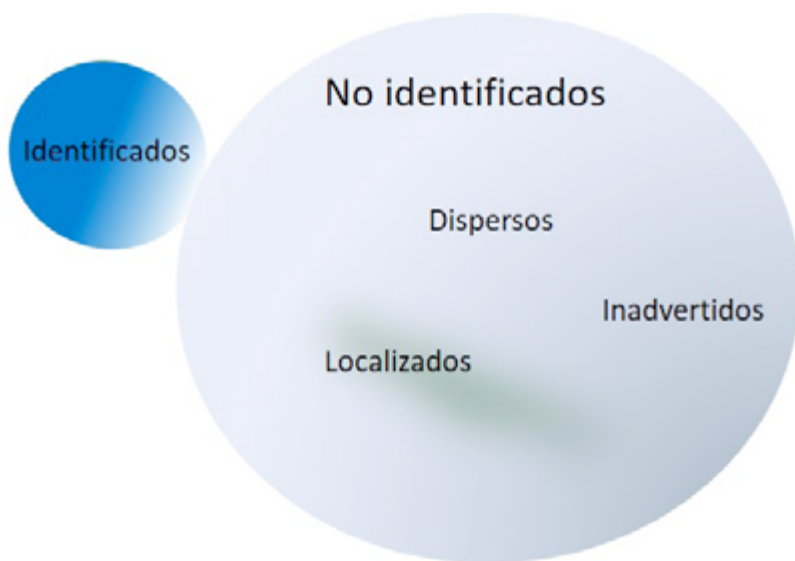 No identificados
Identificados
Dispersos
Inadvertidos
Localizados